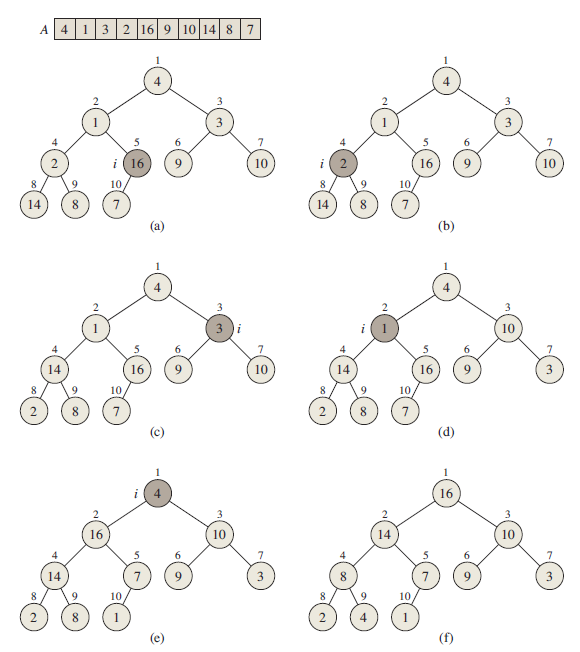 A 4 1 3 2 16 9 10 14 8 7
1 1
4 4
2 3 2 3
1 3 1 3
4 5 6 7 4 5 6 7
2 i 16 9 10 i 2 16 9 10
8 9 10 8 9 10
14 8 7 14 8 7
(a) (b)
1 1
4 4
2 3 2 3
1 3 i i 1 10
4 5 6 7 4 5 6 7
14 16 9 10 14 16 9 3
8 9 10 8 9 10
2 8 7 2 8 7
(c) (d)
1 1
i 4 16
2 3 2 3
16 10 14 10
4 5 6 7 4 5 6 7
14 7 9 3 8 7 9 3
8 9 10 8 9 10
2 8 1 2 4 1
(e) (f)